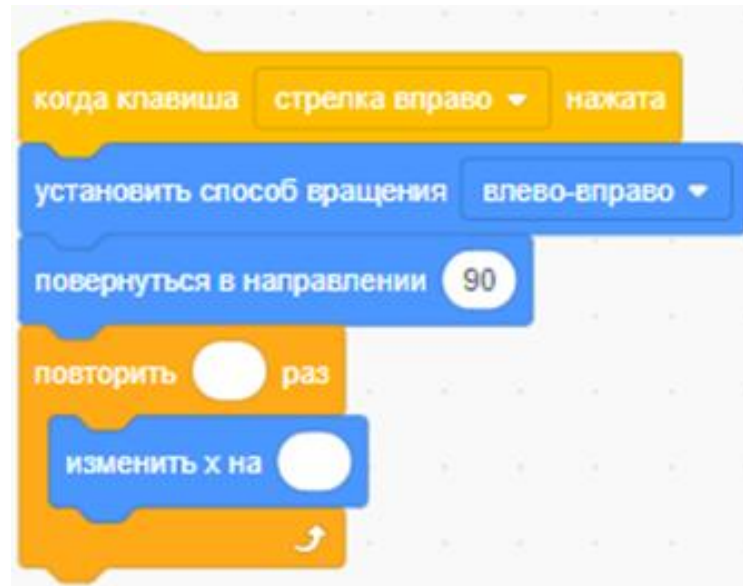 когда клавиша стрелка вправо нажата
установить способ вращения влево-вправо
повернуться в направлении 90
повторить раз
изменить х на